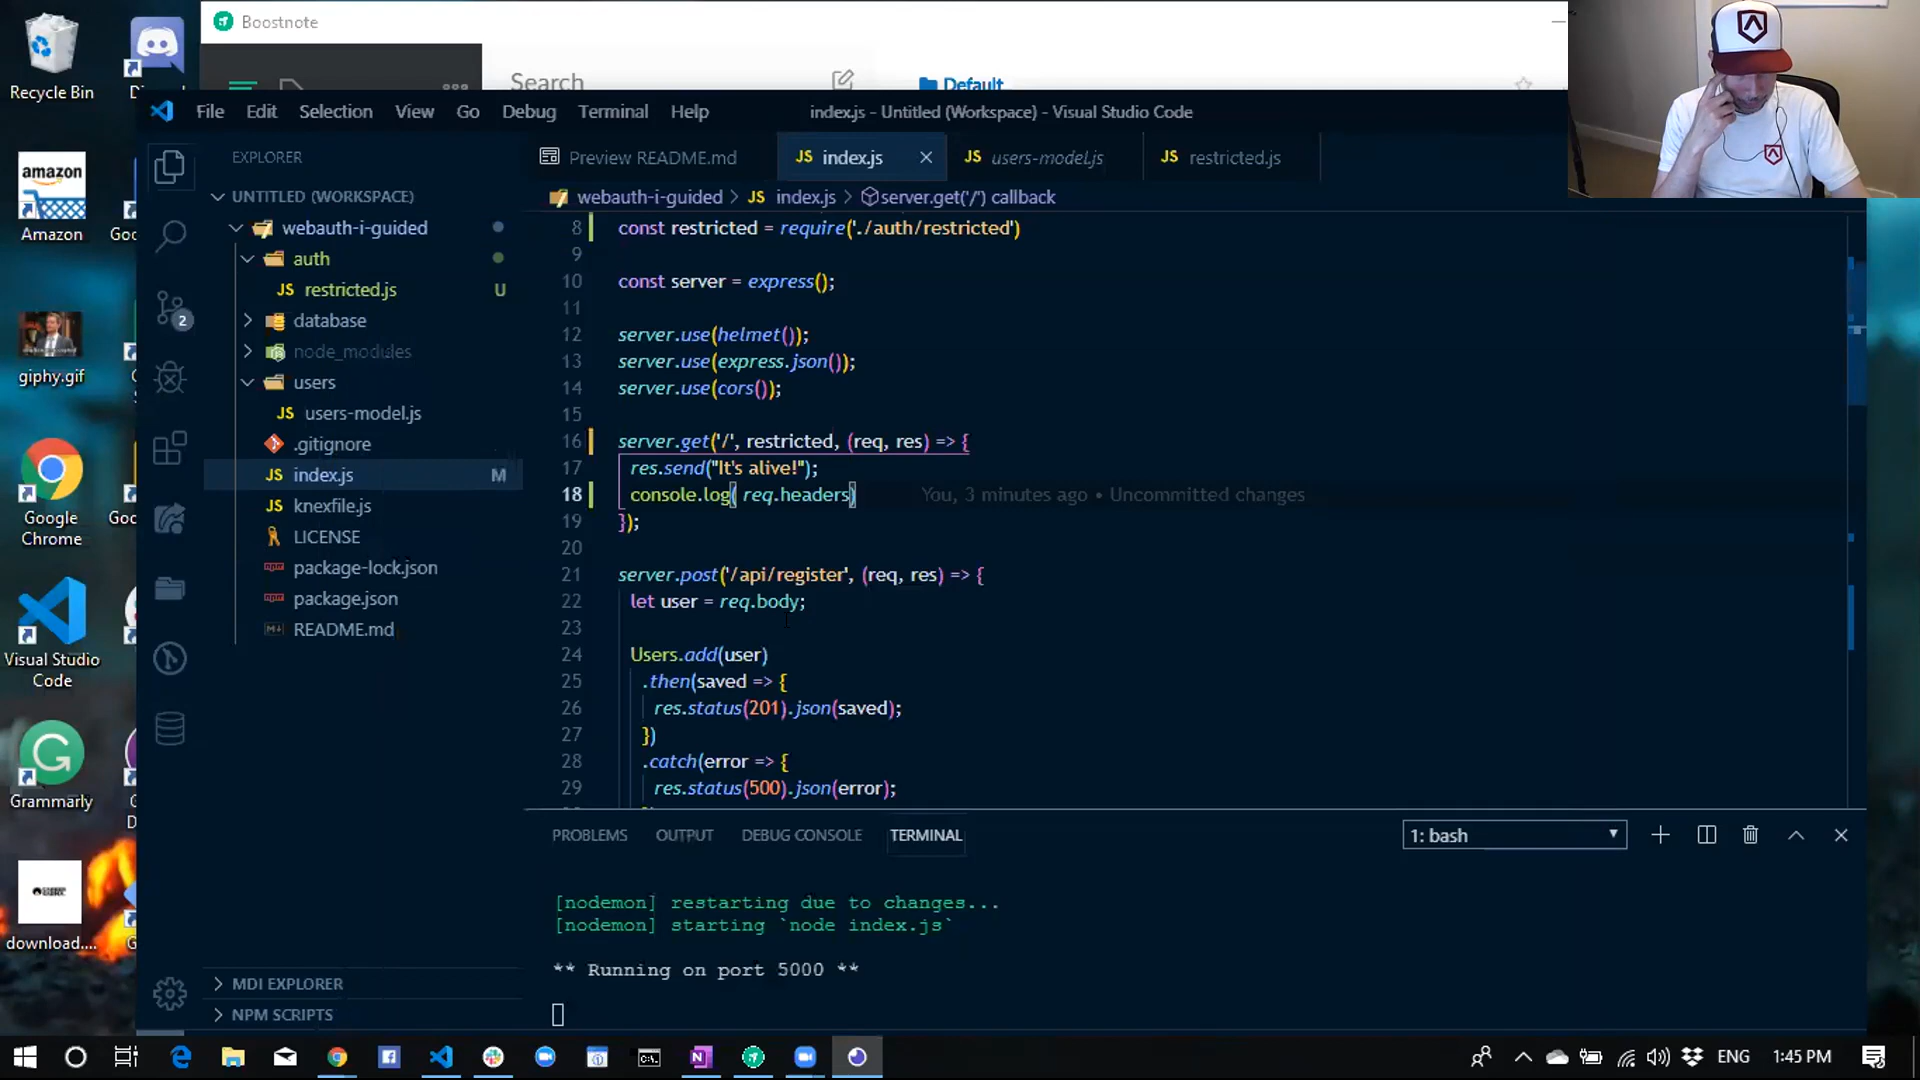 Boostnote
Search
Default
Recycle Bin
amazon
Amazon
giphy.gif
Google Chrome
Visual Studio Code
Grammarly
download....
File Edit Selection View Go Debug Terminal Help
index.js - Untitled (Workspace) - Visual Studio Code
EXPLORER
UNTITLED (WORKSPACE)
webauth-i-guided
auth
restricted.js U
database
node_modules
users
users-model.js
.gitignore
index.js M
knexfile.js
LICENSE
package-lock.json
package.json
README.md
MDI EXPLORER
NPM SCRIPTS
2
Preview README.md
JS index.js
JS users-model.js
JS restricted.js
webauth-i-guided > JS index.js > server.get('/') callback
8 const restricted = require('./auth/restricted')
9
10 const server = express();
11
12 server.use(helmet());
13 server.use(express.json());
14 server.use(cors());
15
16 server.get('/', restricted, (req, res) => {
17 res.send("It's alive!");
18 console.log( req.headers) You, 3 minutes ago • Uncommitted changes
19 });
20
21 server.post('/api/register', (req, res) => {
22 let user = req.body;
23
24 Users.add(user)
25 .then(saved => {
26 res.status(201).json(saved);
27 })
28 .catch(error => {
29 res.status(500).json(error);
PROBLEMS OUTPUT DEBUG CONSOLE TERMINAL
1: bash
[nodemon] restarting due to changes...
[nodemon] starting `node index.js`
** Running on port 5000 **
ENG
1:45 PM